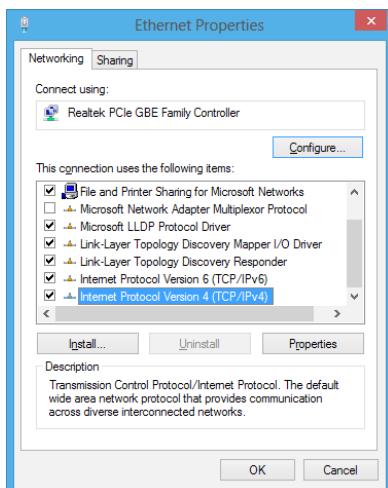 Ethernet Properties
Networking
Sharing
Connect using:
Realtek PCIe GBE Family Controller
Configure...
This connection uses the following items:
File and Printer Sharing for Microsoft Networks
Microsoft Network Adapter Multiplexor Protocol
Microsoft LLDP Protocol Driver
Link-Layer Topology Discovery Mapper I/O Driver
Link-Layer Topology Discovery Responder
Internet Protocol Version 6 (TCP/IPv6)
Internet Protocol Version 4 (TCP/IPv4)
Install...
Uninstall
Properties
Description
Transmission Control Protocol/Internet Protocol. The default
wide area network protocol that provides communication
across diverse interconnected networks.
OK
Cancel